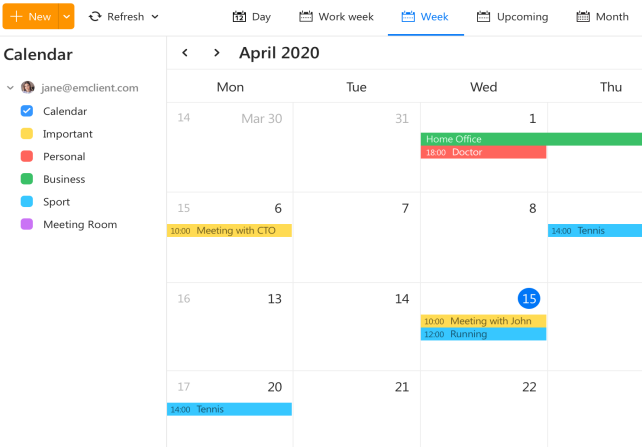 New Refresh Day Work week Week Upcoming Month
Calendar
April 2020
jane@emclient.com
Calendar
Important
Personal
Business
Sport
Meeting Room
Mon Tue Wed Thu
14 Mar 30 31 1
Home Office
18:00 Doctor
15 6 7 8
10:00 Meeting with CTO
14:00 Tennis
16 13 14 15
10:00 Meeting with John
12:00 Running
17 20 21 22
14:00 Tennis